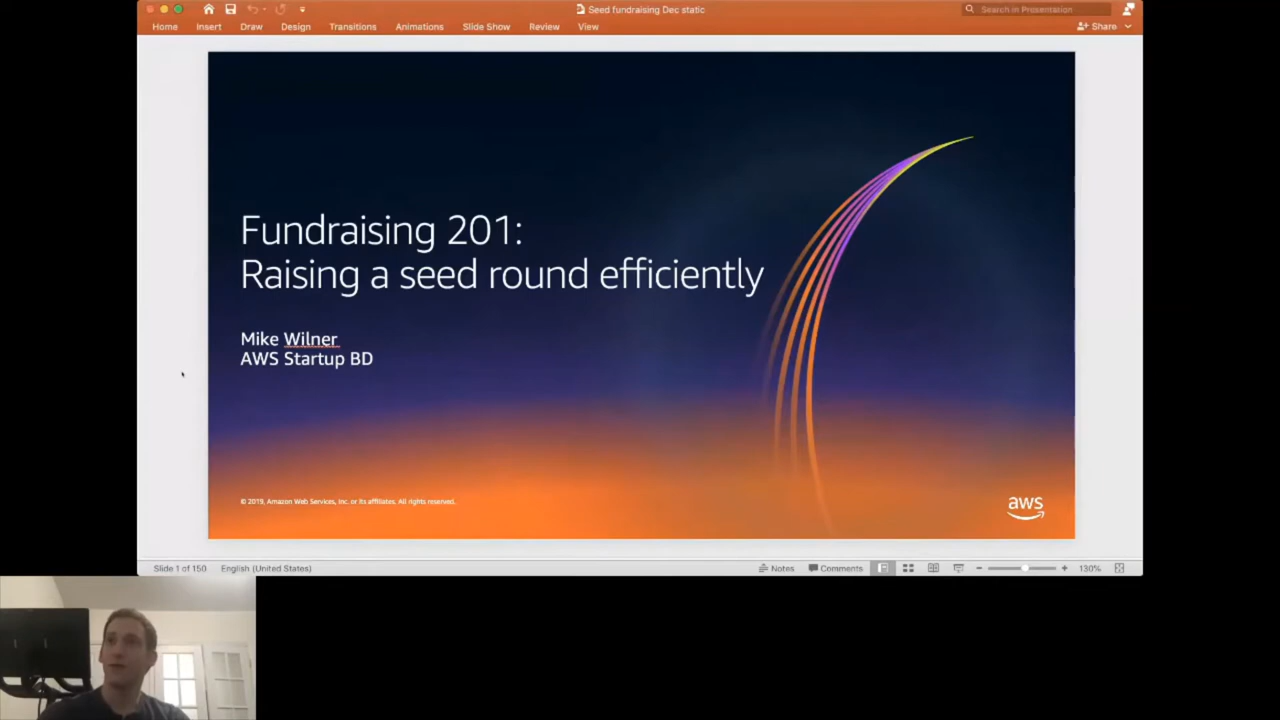 Seed fundraising Dec static
Search in Presentation
Home Insert Draw Design Transitions Animations Slide Show Review View Share
Fundraising 201:
Raising a seed round efficiently
Mike Wilner
AWS Startup BD
© 2019, Amazon Web Services, Inc. or its affiliates. All rights reserved.
aws
Slide 1 of 150 English (United States) Notes Comments 130%